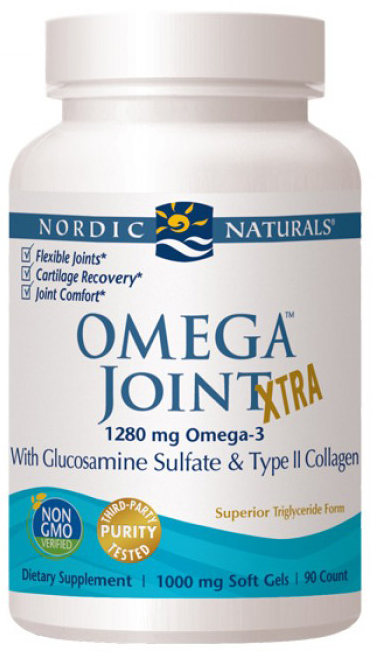 NORDIC NATURALS®
Flexible Joints*
Cartilage Recovery*
Joint Comfort*
OMEGA™
JOINT XTRA
1280 mg Omega-3
With Glucosamine Sulfate & Type II Collagen
Superior Triglyceride Form
NON
GMO
VERIFIED
THIRD-PARTY
PURITY
TESTED
Dietary Supplement | 1000 mg Soft Gels | 90 Count